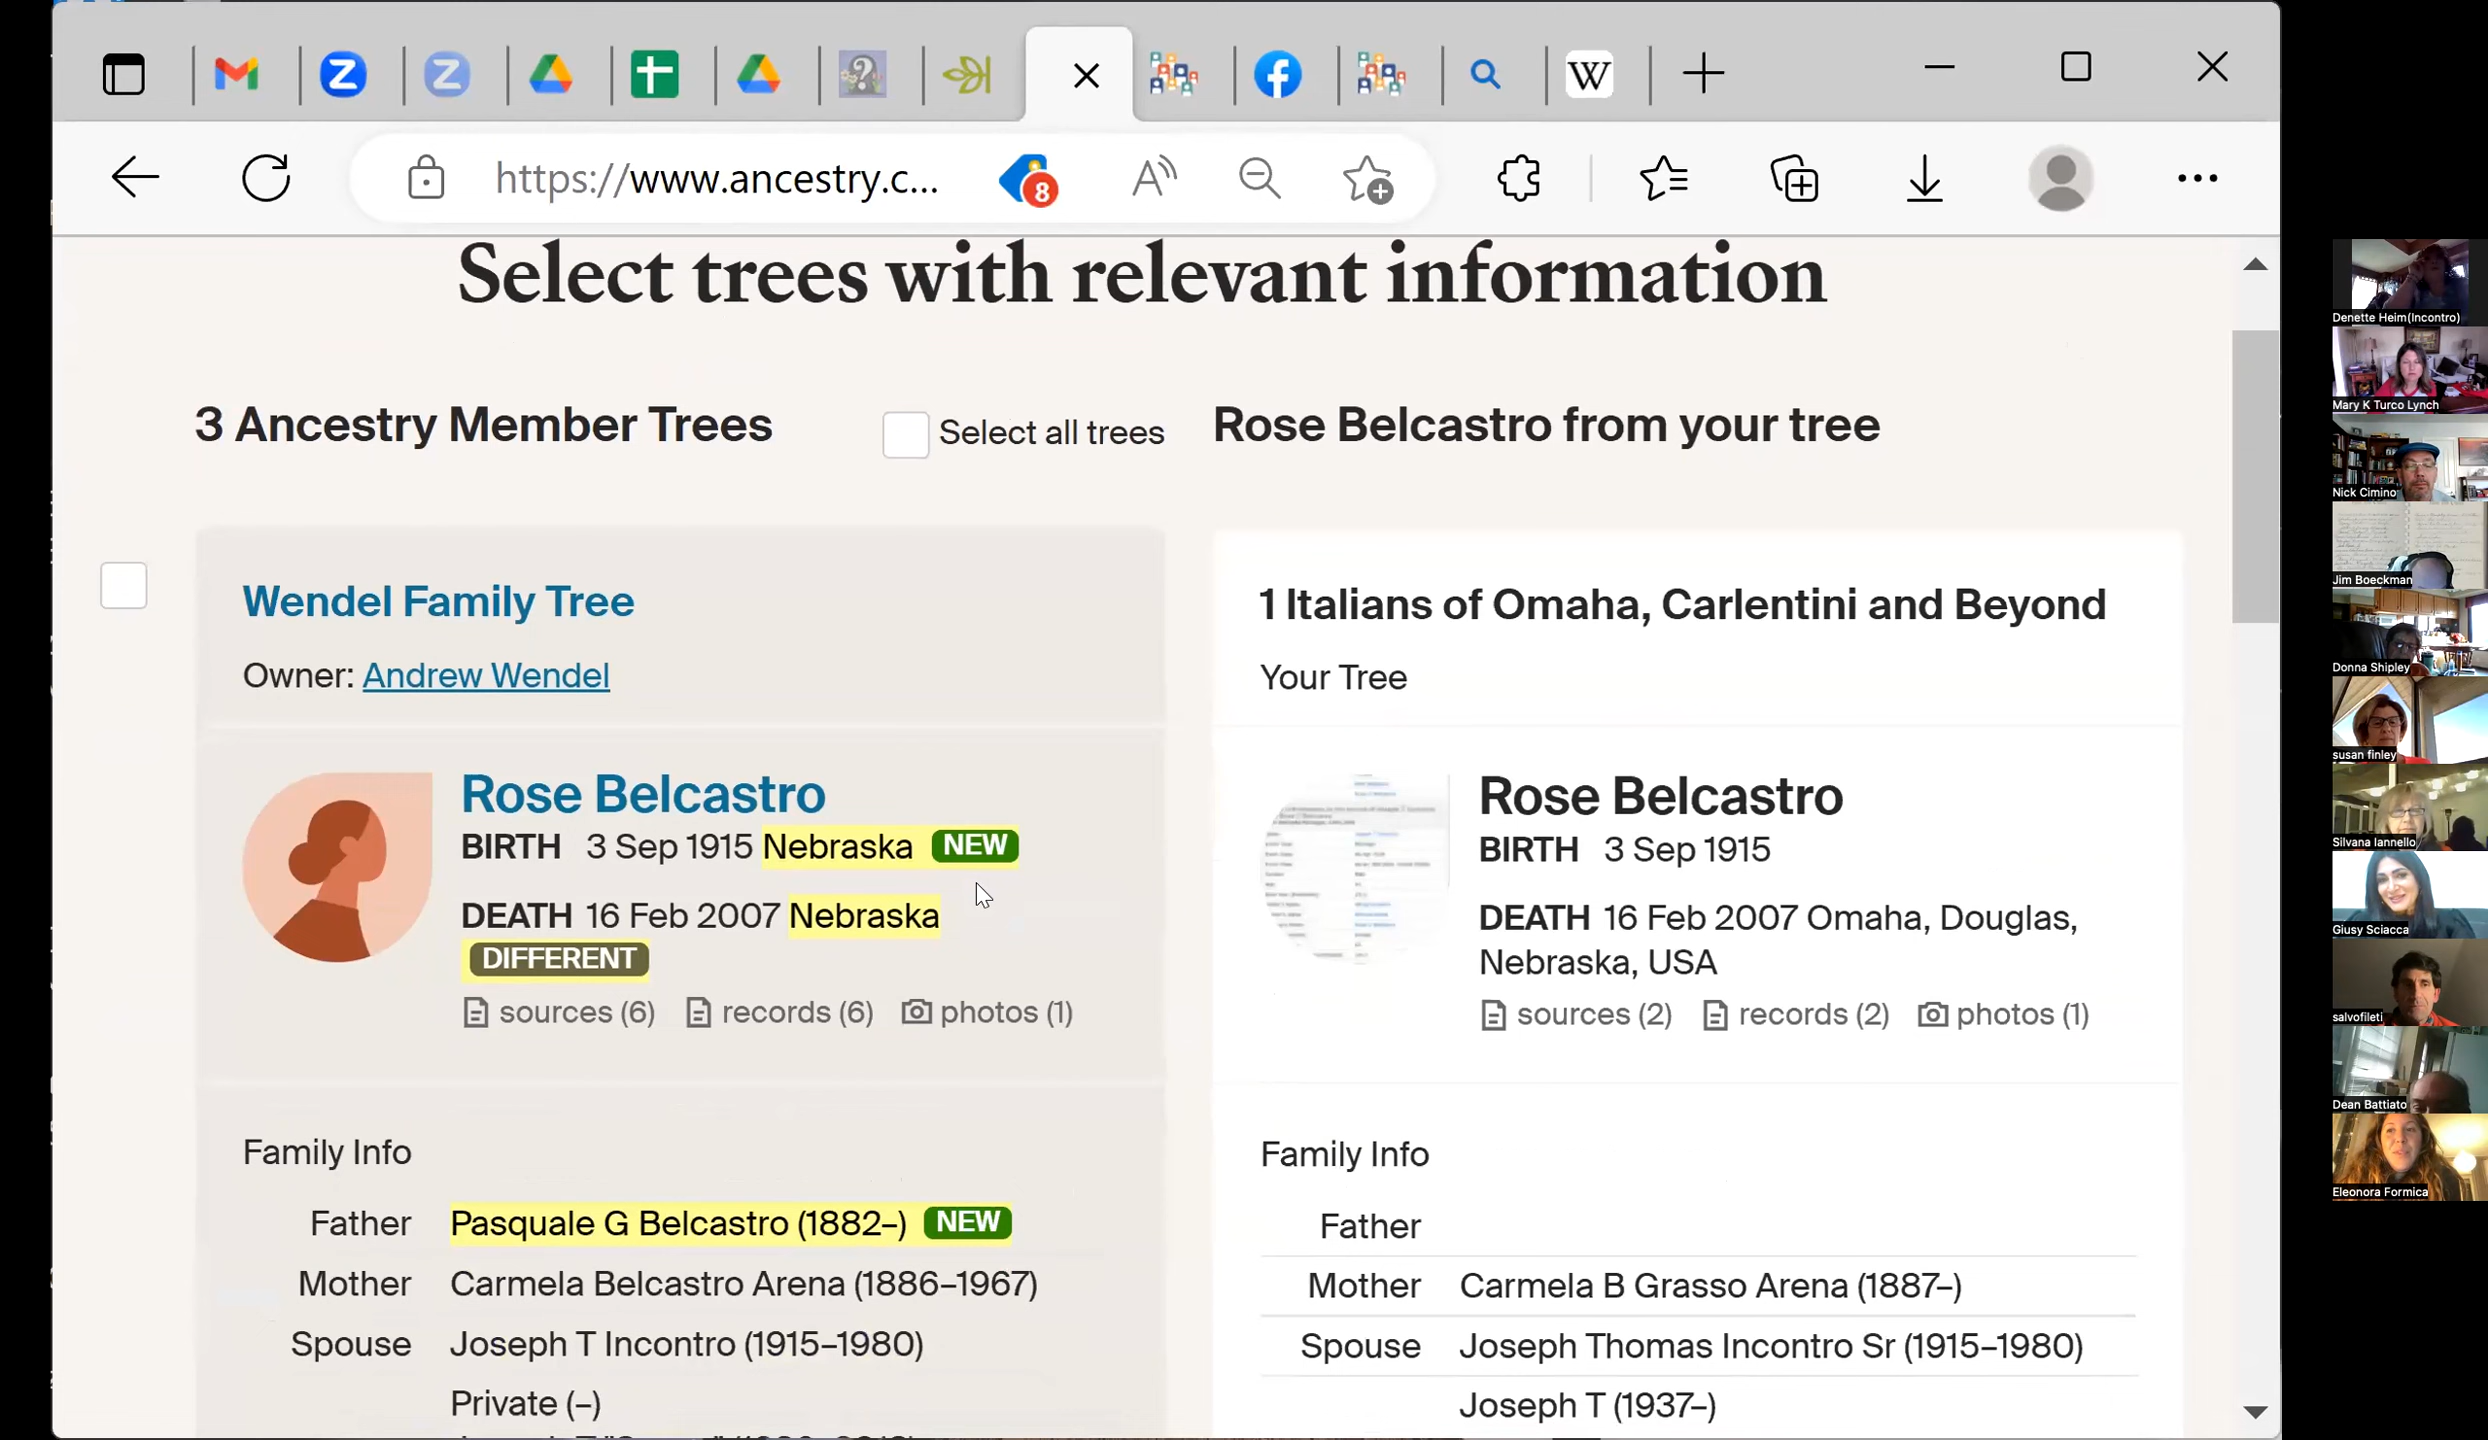 https://www.ancestry.c...
8
Select trees with relevant information
3 Ancestry Member Trees
Select all trees
Rose Belcastro from your tree
Wendel Family Tree
Owner: Andrew Wendel
Rose Belcastro
BIRTH 3 Sep 1915 Nebraska NEW
DEATH 16 Feb 2007 Nebraska
DIFFERENT
sources (6) records (6) photos (1)
Family Info
Father Pasquale G Belcastro (1882–) NEW
Mother Carmela Belcastro Arena (1886–1967)
Spouse Joseph T Incontro (1915–1980)
Private (–)
1 Italians of Omaha, Carlentini and Beyond
Your Tree
Rose Belcastro
BIRTH 3 Sep 1915
DEATH 16 Feb 2007 Omaha, Douglas,
Nebraska, USA
sources (2) records (2) photos (1)
Family Info
Father
Mother Carmela B Grasso Arena (1887–)
Spouse Joseph Thomas Incontro Sr (1915–1980)
Joseph T (1937–)
Denette Heim(Incontro)
Mary K Turco Lynch
Nick Cimino
Jim Boeckman
Donna Shipley
susan finley
Silvana Iannello
Giusy Sciacca
salvofileti
Dean Battiato
Eleonora Formica